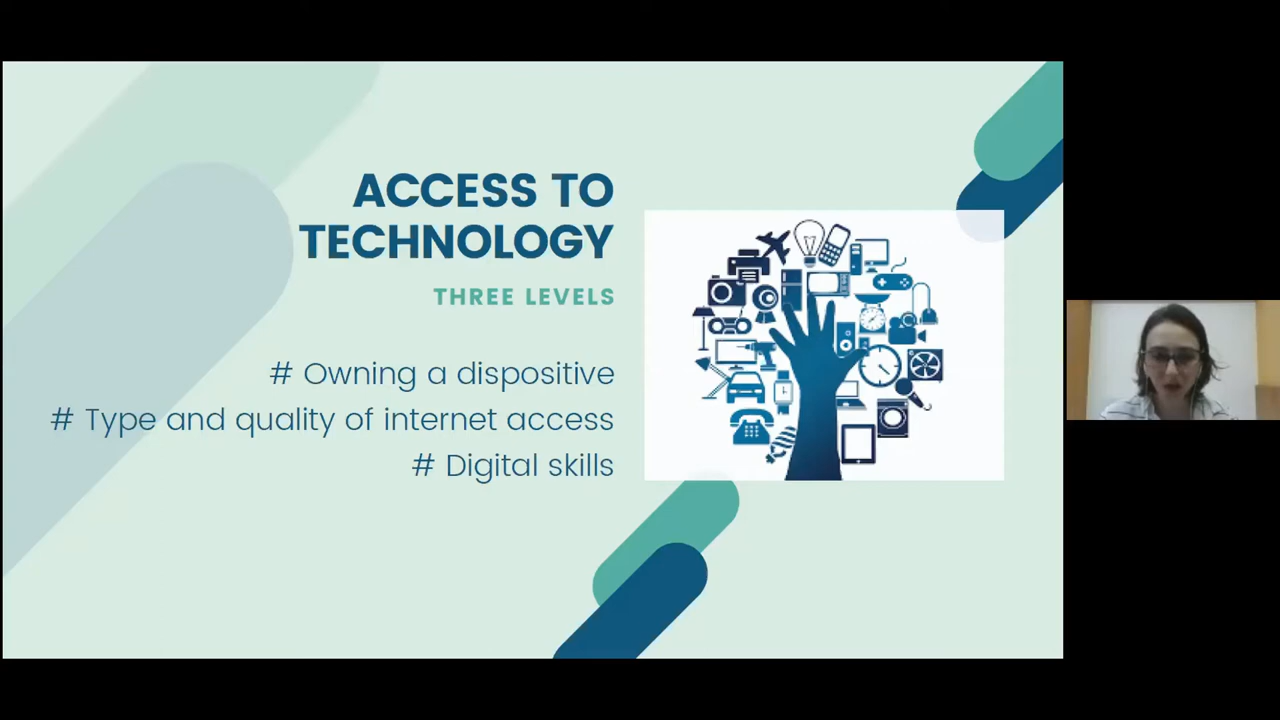 ACCESS TO
TECHNOLOGY
THREE LEVELS
# Owning a dispositive
# Type and quality of internet access
# Digital skills